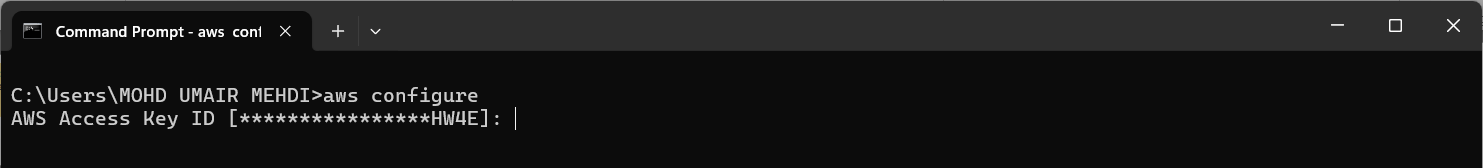 Command Prompt - aws conf
C:\Users\MOHD UMAIR MEHDI>aws configure
AWS Access Key ID [****************HW4E]: